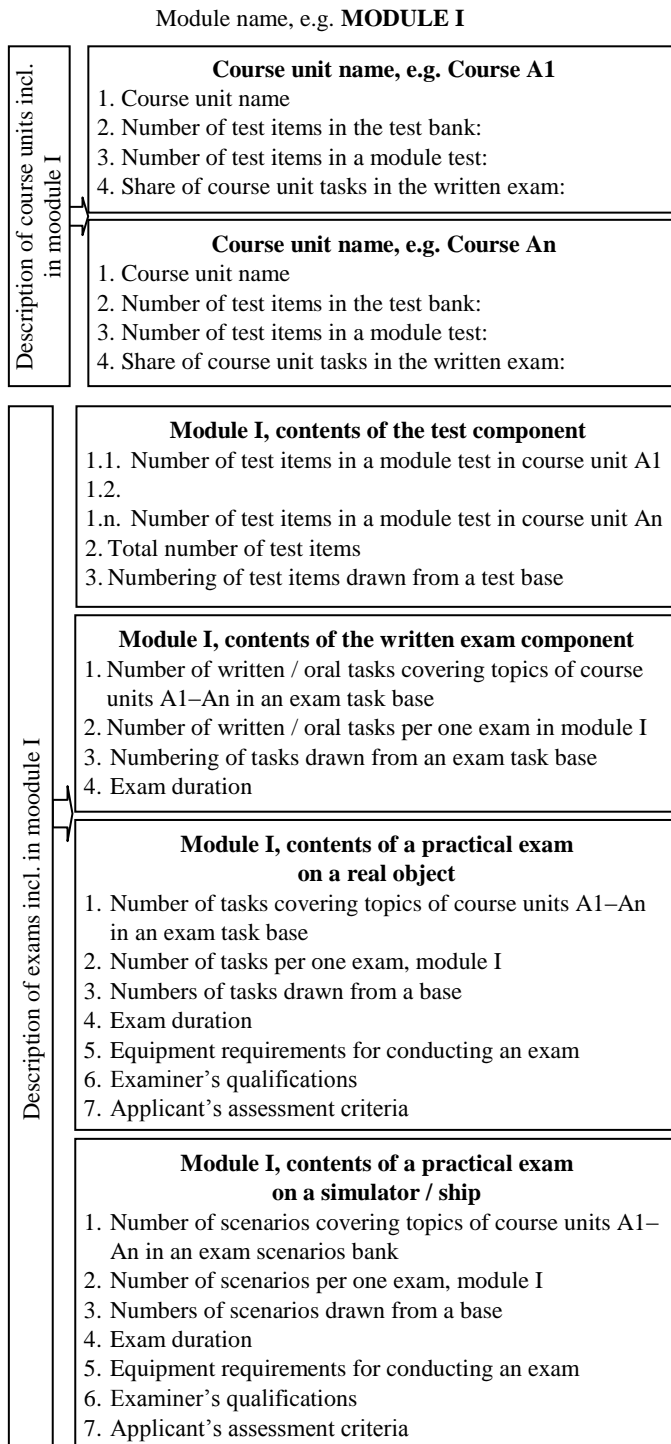 Module name, e.g. MODULE I
Description of course units incl.
in moodule I
Course unit name, e.g. Course A1
1. Course unit name
2. Number of test items in the test bank:
3. Number of test items in a module test:
4. Share of course unit tasks in the written exam:
Course unit name, e.g. Course An
1. Course unit name
2. Number of test items in the test bank:
3. Number of test items in a module test:
4. Share of course unit tasks in the written exam:
Description of exams incl. in moodule I
Module I, contents of the test component
1.1. Number of test items in a module test in course unit A1
1.2.
1.n. Number of test items in a module test in course unit An
2. Total number of test items
3. Numbering of test items drawn from a test base
Module I, contents of the written exam component
1. Number of written / oral tasks covering topics of course
units A1–An in an exam task base
2. Number of written / oral tasks per one exam in module I
3. Numbering of tasks drawn from an exam task base
4. Exam duration
Module I, contents of a practical exam
on a real object
1. Number of tasks covering topics of course units A1–An
in an exam task base
2. Number of tasks per one exam, module I
3. Numbers of tasks drawn from a base
4. Exam duration
5. Equipment requirements for conducting an exam
6. Examiner's qualifications
7. Applicant's assessment criteria
Module I, contents of a practical exam
on a simulator / ship
1. Number of scenarios covering topics of course units A1–
An in an exam scenarios bank
2. Number of scenarios per one exam, module I
3. Numbers of scenarios drawn from a base
4. Exam duration
5. Equipment requirements for conducting an exam
6. Examiner's qualifications
7. Applicant's assessment criteria